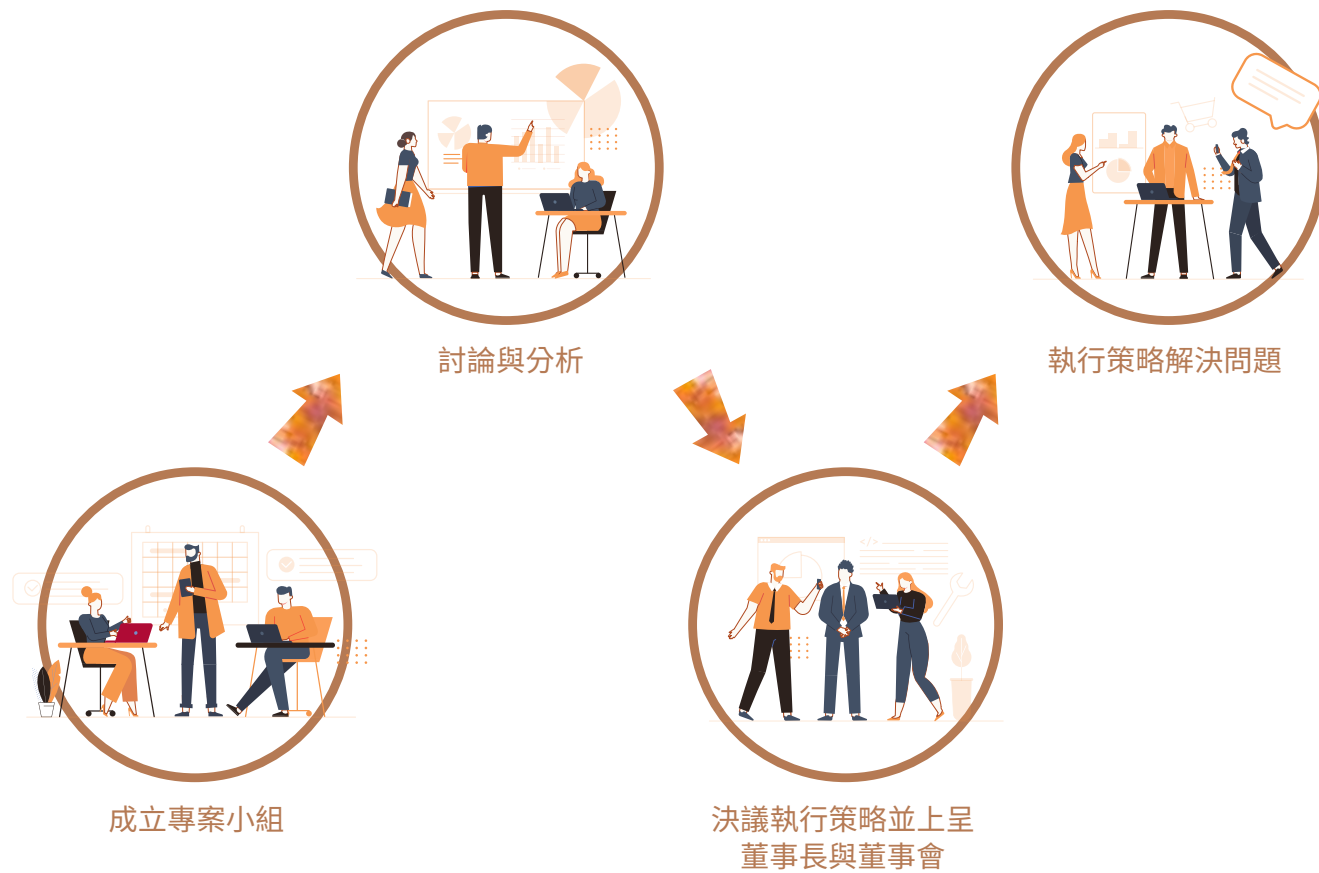 成立專案小組
討論與分析
決議執行策略並上呈
董事長與董事會
執行策略解決問題